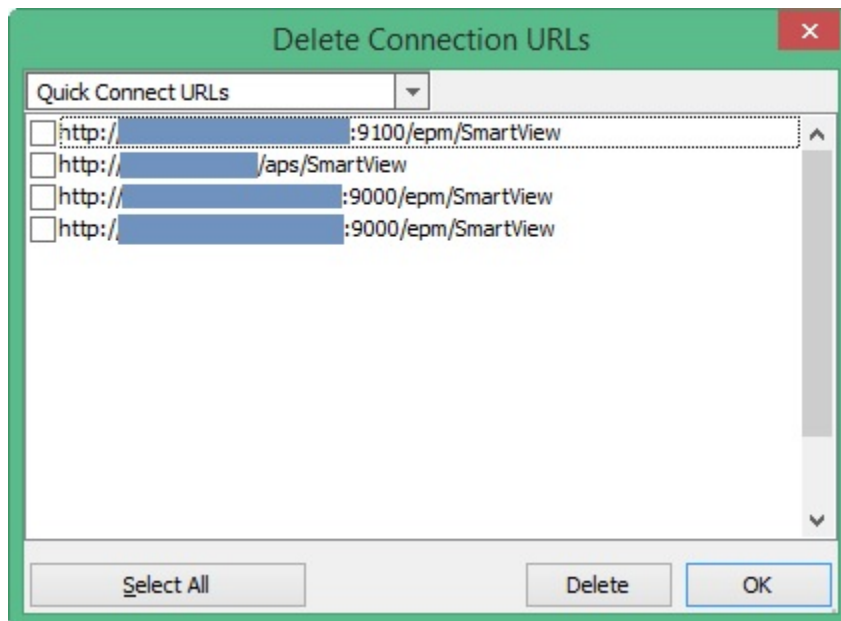 Delete Connection URLs
Quick Connect URLs
http:// :9100/epm/SmartView
http:// /aps/SmartView
http:// :9000/epm/SmartView
http:// :9000/epm/SmartView
Select All Delete OK